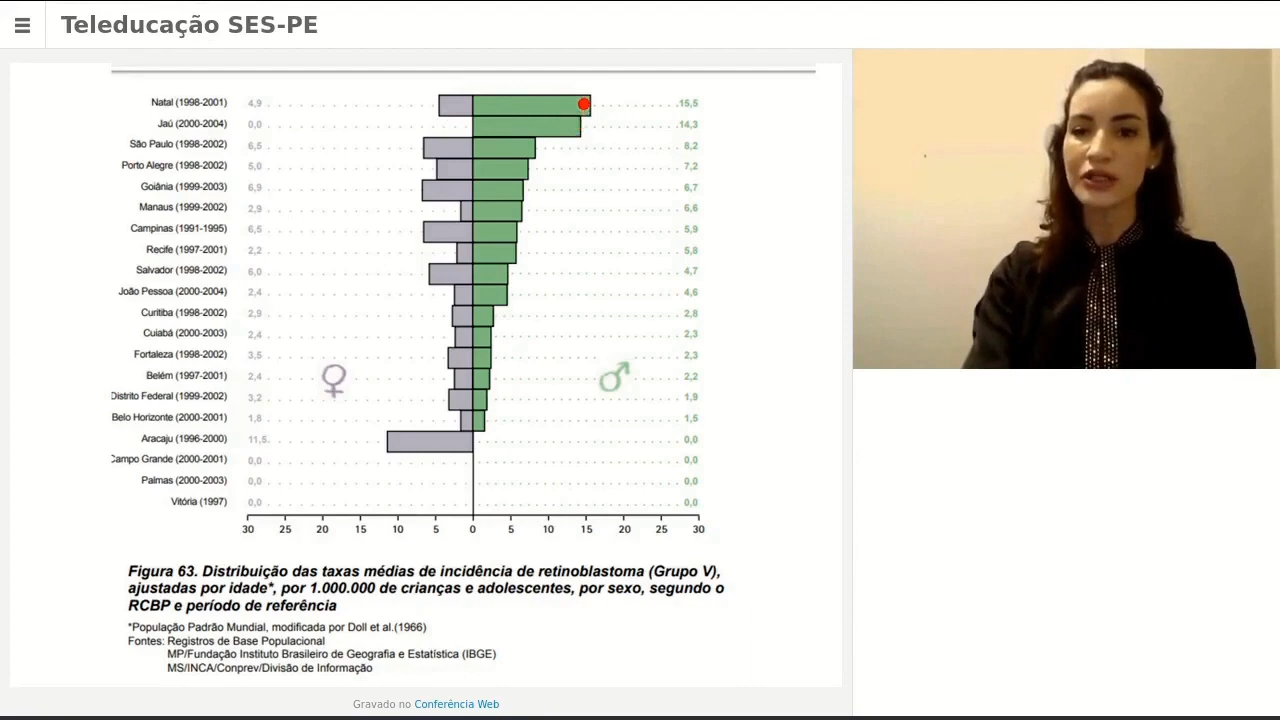 Teleducação SES-PE
Natal (1998-2001) 4,9 15,5
Jaú (2000-2004) 0,0 14,3
São Paulo (1998-2002) 6,5 8,2
Porto Alegre (1998-2002) 5,0 7,2
Goiânia (1999-2003) 6,9 6,7
Manaus (1999-2002) 2,9 6,6
Campinas (1991-1995) 6,5 5,9
Recife (1997-2001) 2,2 5,8
Salvador (1998-2002) 6,0 4,7
João Pessoa (2000-2004) 2,4 4,6
Curitiba (1998-2002) 2,9 2,8
Cuiabá (2000-2003) 2,4 2,3
Fortaleza (1998-2002) 3,5 2,3
Belém (1997-2001) 2,4 2,2
Distrito Federal (1999-2002) 3,2 1,9
Belo Horizonte (2000-2001) 1,8 1,5
Aracaju (1996-2000) 11,5 0,0
Campo Grande (2000-2001) 0,0 0,0
Palmas (2000-2003) 0,0 0,0
Vitória (1997) 0,0 0,0
30 25 20 15 10 5 0 5 10 15 20 25 30
Figura 63. Distribuição das taxas médias de incidência de retinoblastoma (Grupo V),
ajustadas por idade*, por 1.000.000 de crianças e adolescentes, por sexo, segundo o
RCBP e período de referência
*População Padrão Mundial, modificada por Doll et al.(1966)
Fontes: Registros de Base Populacional
MP/Fundação Instituto Brasileiro de Geografia e Estatística (IBGE)
MS/INCA/Conprev/Divisão de Informação
Gravado no Conferência Web